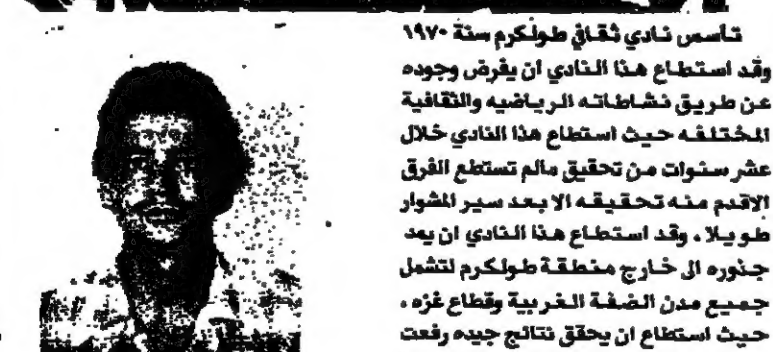 تأسس نادي ثقافي طولكرم سنة ١٩٧٠
وقد استطاع هذا النادي ان يفرض وجوده
عن طريق نشاطاته الرياضيه والثقافية
المختلفه حيث استطاع هذا النادي خلال
عشر سنوات من تحقيق مالم تستطع الفرق
الاقدم منه تحقيقه الا بعد سير المشوار
طويلا ، وقد استطاع هذا النادي ان يمد
جذوره الى خارج منطقة طولكرم لتشمل
جميع مدن الضفة الغربية وقطاع غزه ،
حيث استطاع ان يحقق نتائج جيده رفعت